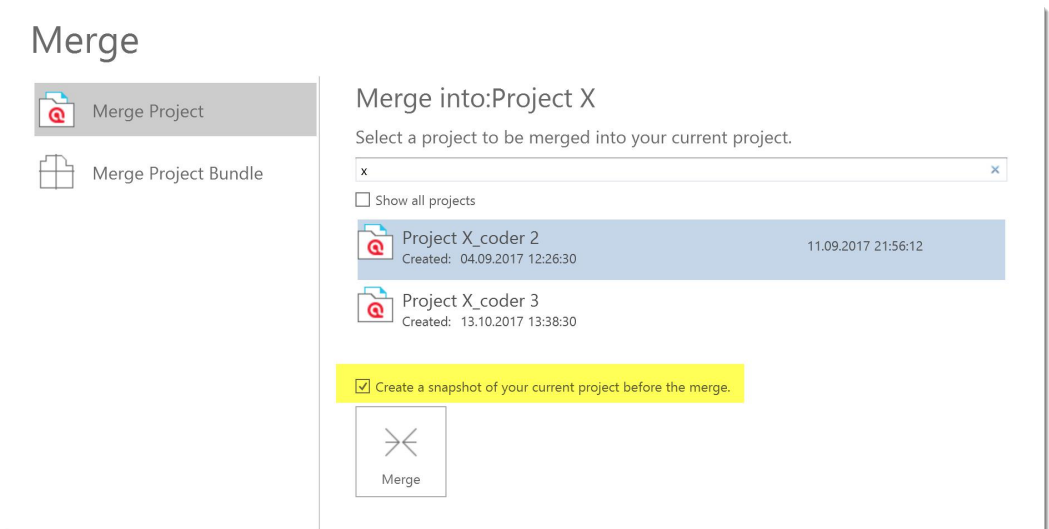 Merge
Merge Project
Merge Project Bundle
Merge into:Project X
Select a project to be merged into your current project.
x
Show all projects
Project X_coder 2
11.09.2017 21:56:12
Created: 04.09.2017 12:26:30
Project X_coder 3
Created: 13.10.2017 13:38:30
Create a snapshot of your current project before the merge.
Merge